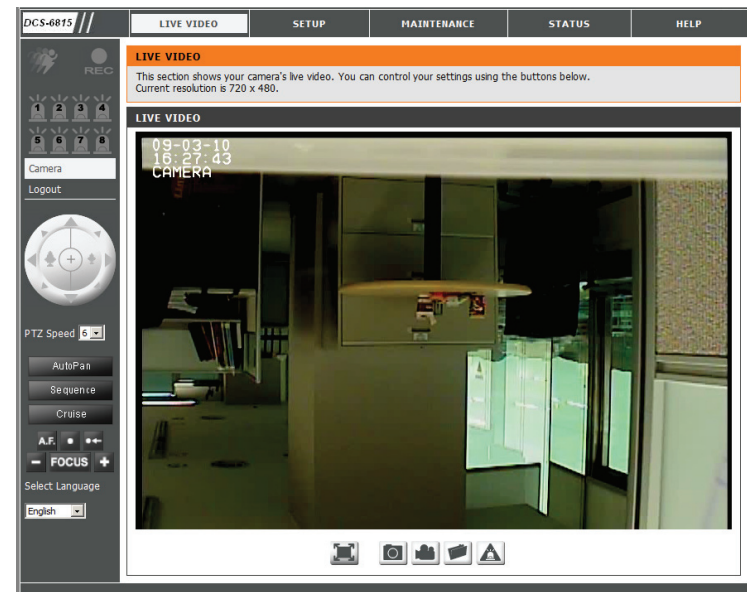 DCS-6815
LIVE VIDEO SETUP MAINTENANCE STATUS HELP
REC
1 2 3 4
5 6 7 8
Camera
Logout
PTZ Speed 6
AutoPan
Sequence
Cruise
A.F.
- FOCUS +
Select Language
English
LIVE VIDEO
This section shows your camera's live video. You can control your settings using the buttons below.
Current resolution is 720 x 480.
LIVE VIDEO
09-03-10
16:27:43
CAMERA